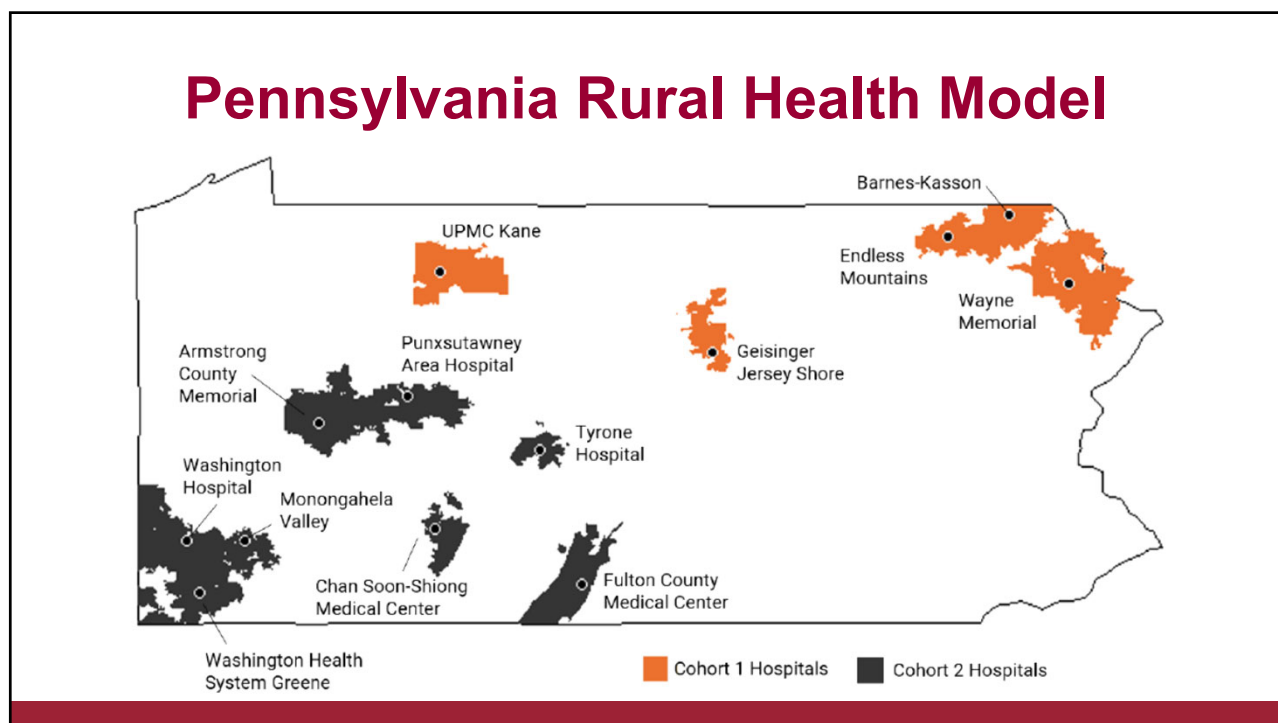 Pennsylvania Rural Health Model
Barnes-Kasson
UPMC Kane
Endless
Mountains
Wayne
Memorial
Punxsutawney
Area Hospital
Geisinger
Jersey Shore
Armstrong
County
Memorial
Tyrone
Hospital
Washington
Hospital
Monongahela
Valley
Chan Soon-Shiong
Medical Center
Fulton County
Medical Center
Washington Health
System Greene
Cohort 1 Hospitals
Cohort 2 Hospitals